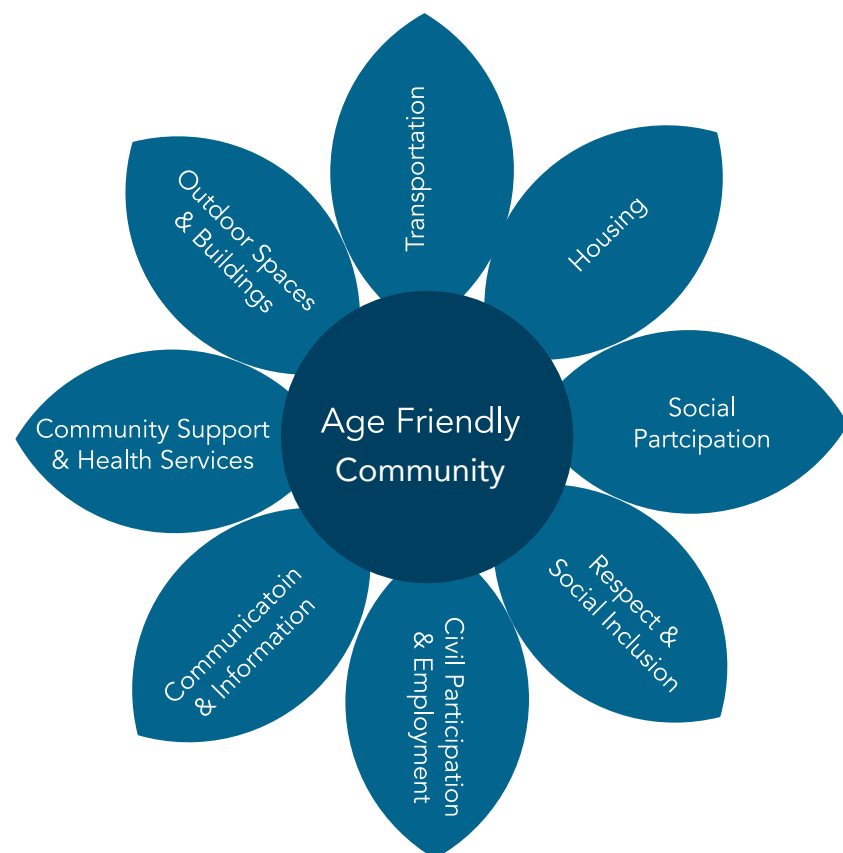 Transportation
Housing
Social
Partcipation
Respect &
Social Inclusion
Civil Participation
& Employment
Communicatoin
& Information
Community Support
& Health Services
Outdoor Spaces
& Buildings
Age Friendly
Community